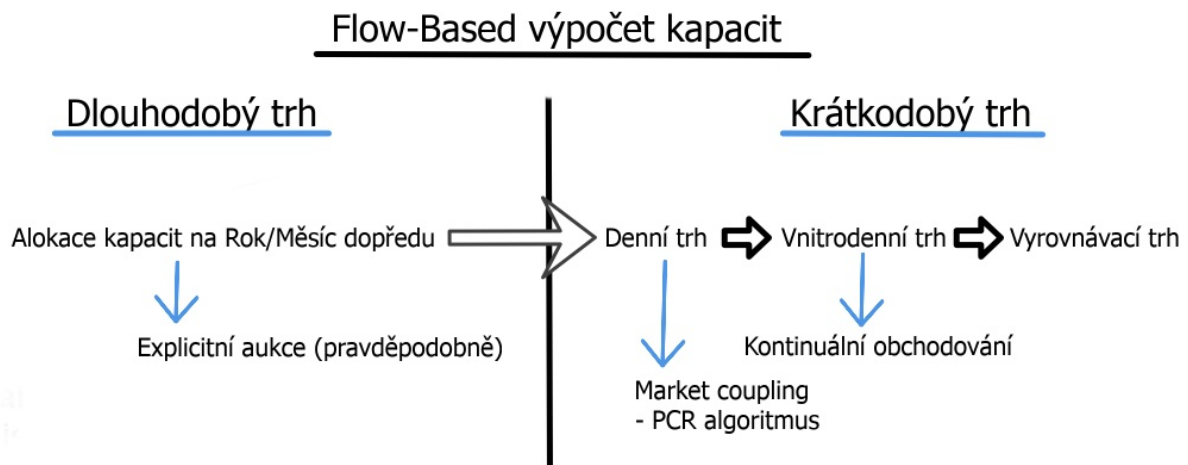 Flow-Based výpočet kapacit
Dlouhodobý trh
Krátkodobý trh
Alokace kapacit na Rok/Měsíc dopředu
Denní trh
Vnitrodenní trh
Vyrovnávací trh
Explicitní aukce (pravděpodobně)
Kontinuální obchodování
Market coupling
- PCR algoritmus